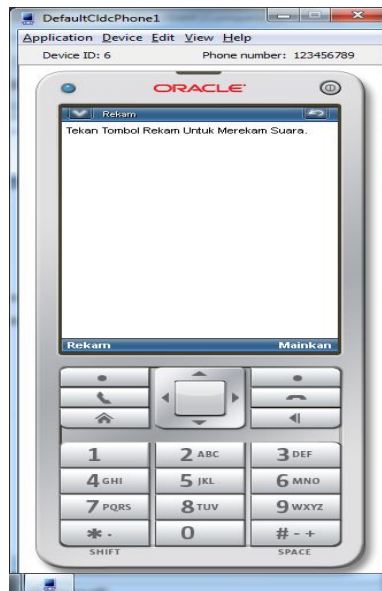 DefaultCldcPhone1
Application Device Edit View Help
Device ID: 6 Phone number: 123456789
ORACLE
Rekam
Tekan Tombol Rekam Untuk Merekam Suara.
Rekam Mainkan
1 2 ABC 3 DEF
4 GHI 5 JKL 6 MNO
7 PQRS 8 TUV 9 WXYZ
* . 0 # - +
SHIFT SPACE